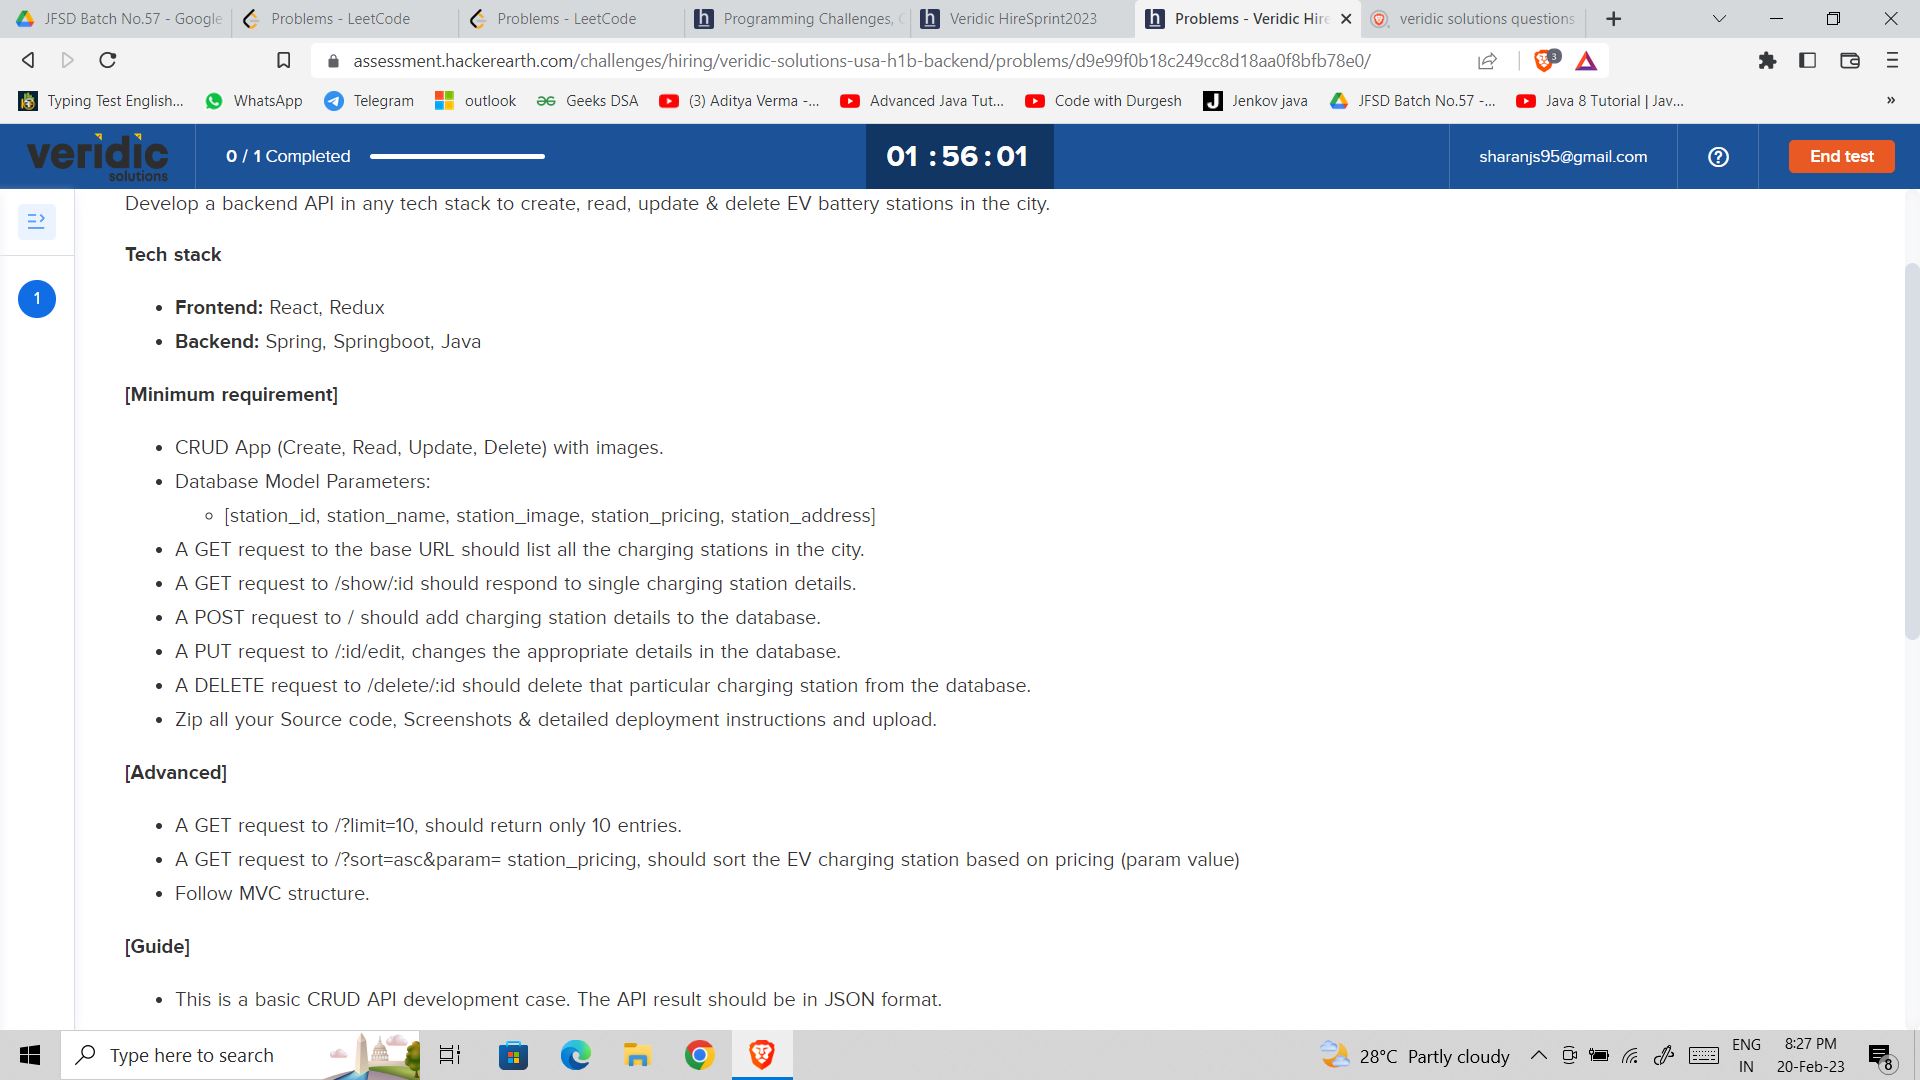 JFSD Batch No.57 - Google
Problems - LeetCode
Problems - LeetCode
Programming Challenges,
Veridic HireSprint2023
Problems - Veridic Hire
veridic solutions questions
assessment.hackerearth.com/challenges/hiring/veridic-solutions-usa-h1b-backend/problems/d9e99f0b18c249cc8d18aa0f8bfb78e0/
3
Typing Test English...
WhatsApp
Telegram
outlook
Geeks DSA
(3) Aditya Verma -...
Advanced Java Tut...
Code with Durgesh
Jenkov java
JFSD Batch No.57 -...
Java 8 Tutorial | Jav...
»
veridic
solutions
0 / 1 Completed
01 : 56 : 01
sharanjs95@gmail.com
End test
1
Develop a backend API in any tech stack to create, read, update & delete EV battery stations in the city.
Tech stack
• Frontend: React, Redux
• Backend: Spring, Springboot, Java
[Minimum requirement]
• CRUD App (Create, Read, Update, Delete) with images.
• Database Model Parameters:
◦ [station_id, station_name, station_image, station_pricing, station_address]
• A GET request to the base URL should list all the charging stations in the city.
• A GET request to /show/:id should respond to single charging station details.
• A POST request to / should add charging station details to the database.
• A PUT request to /:id/edit, changes the appropriate details in the database.
• A DELETE request to /delete/:id should delete that particular charging station from the database.
• Zip all your Source code, Screenshots & detailed deployment instructions and upload.
[Advanced]
• A GET request to /?limit=10, should return only 10 entries.
• A GET request to /?sort=asc&param= station_pricing, should sort the EV charging station based on pricing (param value)
• Follow MVC structure.
[Guide]
• This is a basic CRUD API development case. The API result should be in JSON format.
Type here to search
28°C Partly cloudy
ENG
IN
8:27 PM
20-Feb-23
8